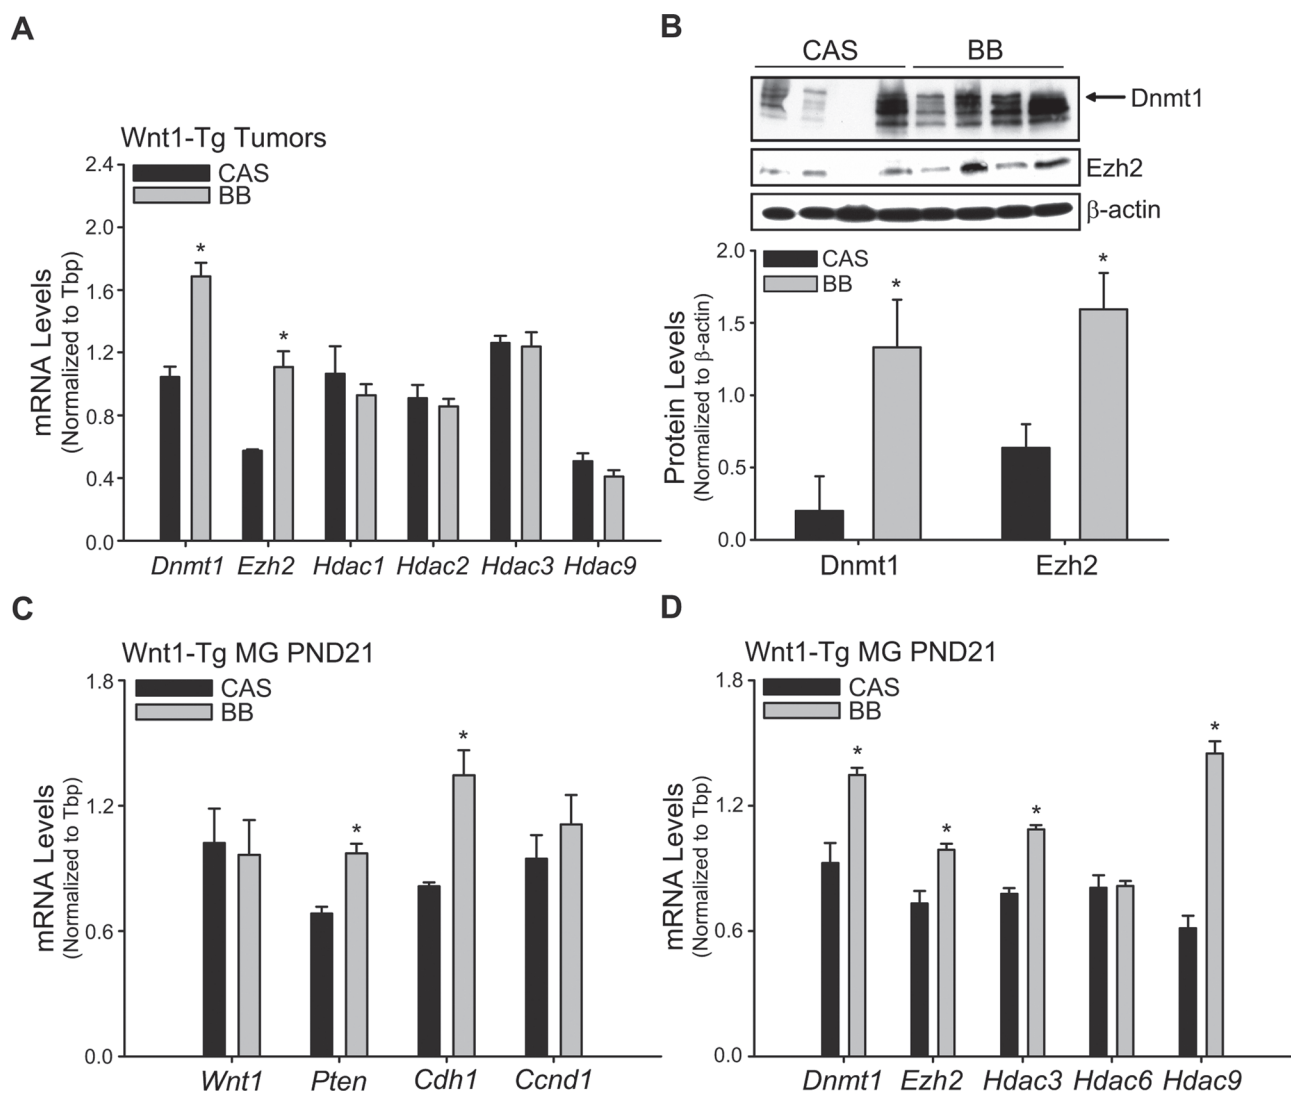 A
Wnt1-Tg Tumors
CAS
BB
mRNA Levels
(Normalized to Tbp)
2.4
2.0
1.6
1.2
0.8
0.4
0.0
*
*
Dnmt1 Ezh2 Hdac1 Hdac2 Hdac3 Hdac9
B
CAS BB
Dnmt1
Ezh2
β-actin
CAS
BB
Protein Levels
(Normalized to β-actin)
2.0
1.5
1.0
0.5
0.0
*
*
Dnmt1 Ezh2
C
Wnt1-Tg MG PND21
CAS
BB
mRNA Levels
(Normalized to Tbp)
1.8
1.2
0.6
0.0
*
*
Wnt1 Pten Cdh1 Ccnd1
D
Wnt1-Tg MG PND21
CAS
BB
mRNA Levels
(Normalized to Tbp)
1.8
1.2
0.6
0.0
*
*
*
*
Dnmt1 Ezh2 Hdac3 Hdac6 Hdac9